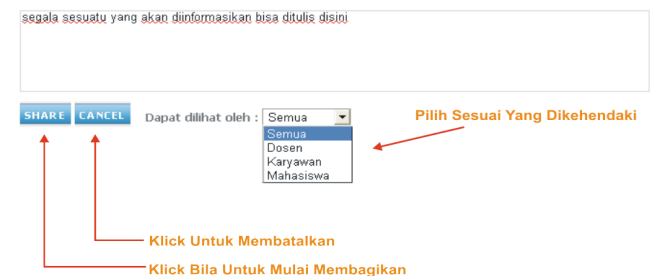 segala sesuatu yang akan diinformasikan bisa ditulis disini
SHARE CANCEL Dapat dilihat oleh : Semua Pilih Sesuai Yang Dikehendaki
Semua
Dosen
Karyawan
Mahasiswa
Klick Untuk Membatalkan
Klick Bila Untuk Mulai Membagikan